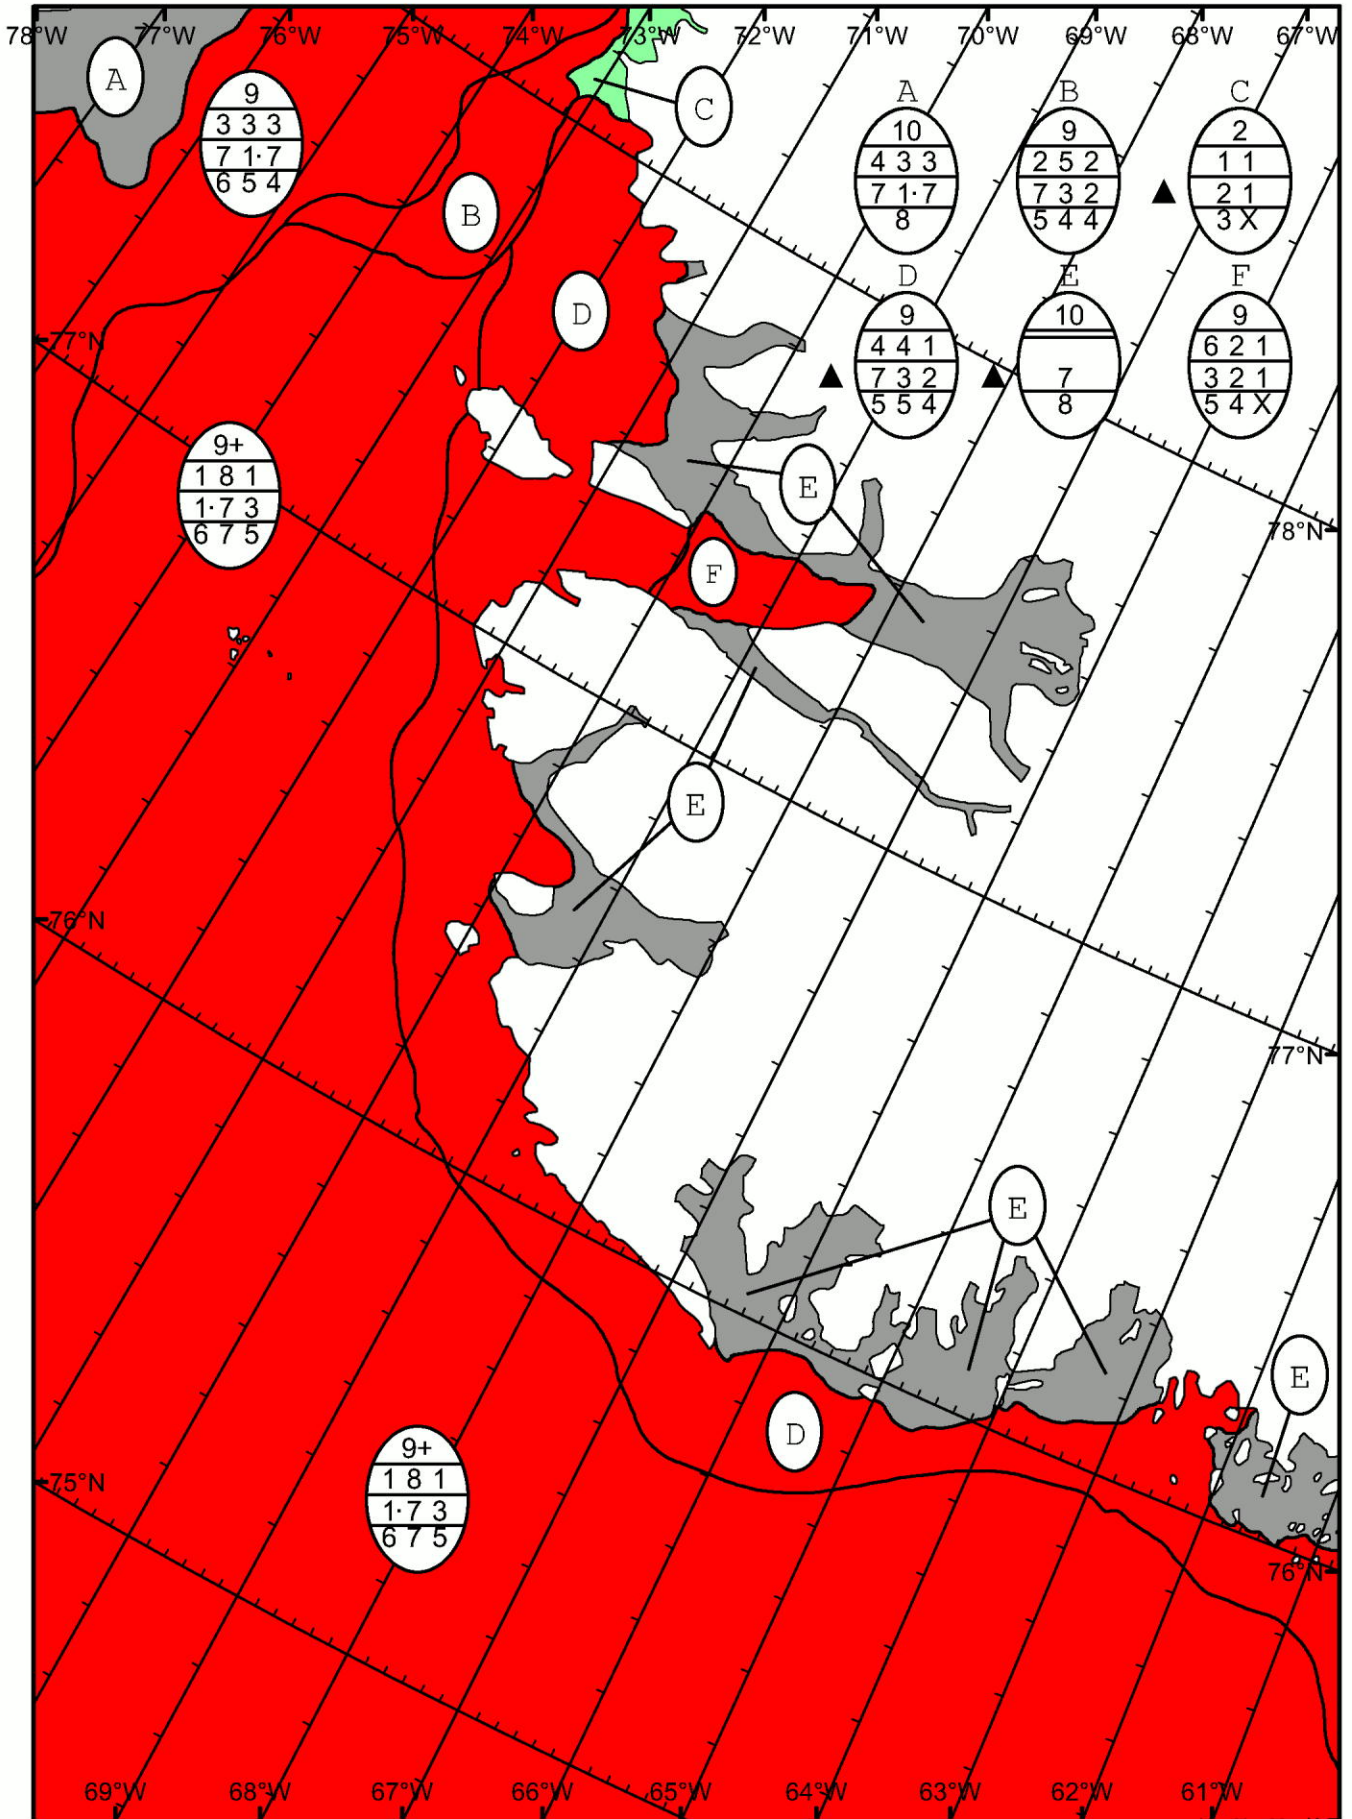 78°W 77°W 76°W 75°W 74°W 73°W 72°W 71°W 70°W 69°W 68°W 67°W
A
9
3 3 3
7 1· 7
6 5 4
C
A
10
4 3 3
7 1· 7
8
B
9
2 5 2
7 3 2
5 4 4
C
2
1 1
2 1
3 X
B
D
D
9
4 4 1
7 3 2
5 5 4
E
10
7
8
F
9
6 2 1
3 2 1
5 4 X
77°N
9+
1 8 1
1· 7 3
6 7 5
E
78°N
F
E
76°N
77°N
E
E
D
75°N
9+
1 8 1
1· 7 3
6 7 5
76°N
69°W 68°W 67°W 66°W 65°W 64°W 63°W 62°W 61°W